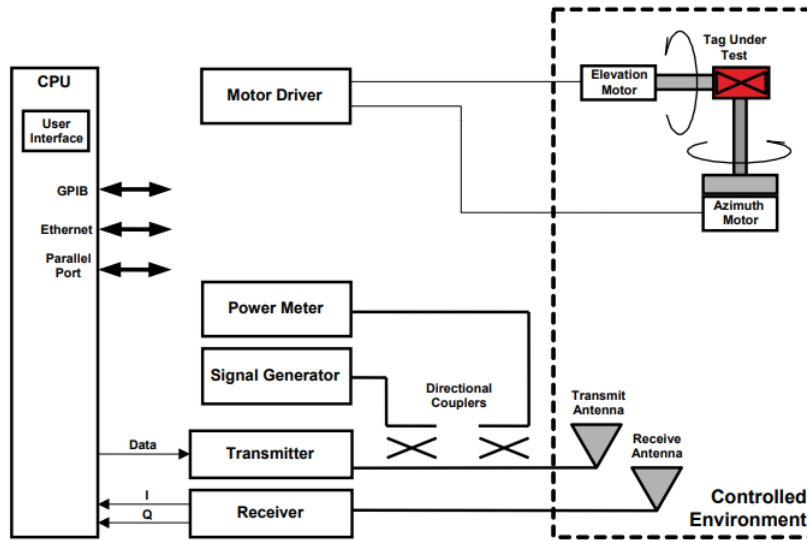 CPU
User
Interface
GPIB
Ethernet
Parallel
Port
Motor Driver
Elevation
Motor
Tag Under
Test
Azimuth
Motor
Power Meter
Signal Generator
Directional
Couplers
Data
Transmitter
I
Q
Receiver
Transmit
Antenna
Receive
Antenna
Controlled
Environment